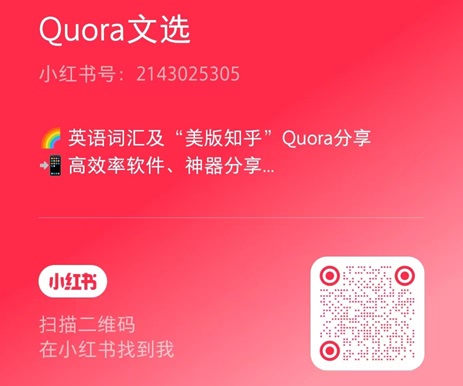 Quora文选
小红书号：2143025305
🌈 英语词汇及“美版知乎”Quora分享
📲 高效率软件、神器分享...
小红书
扫描二维码
在小红书找到我